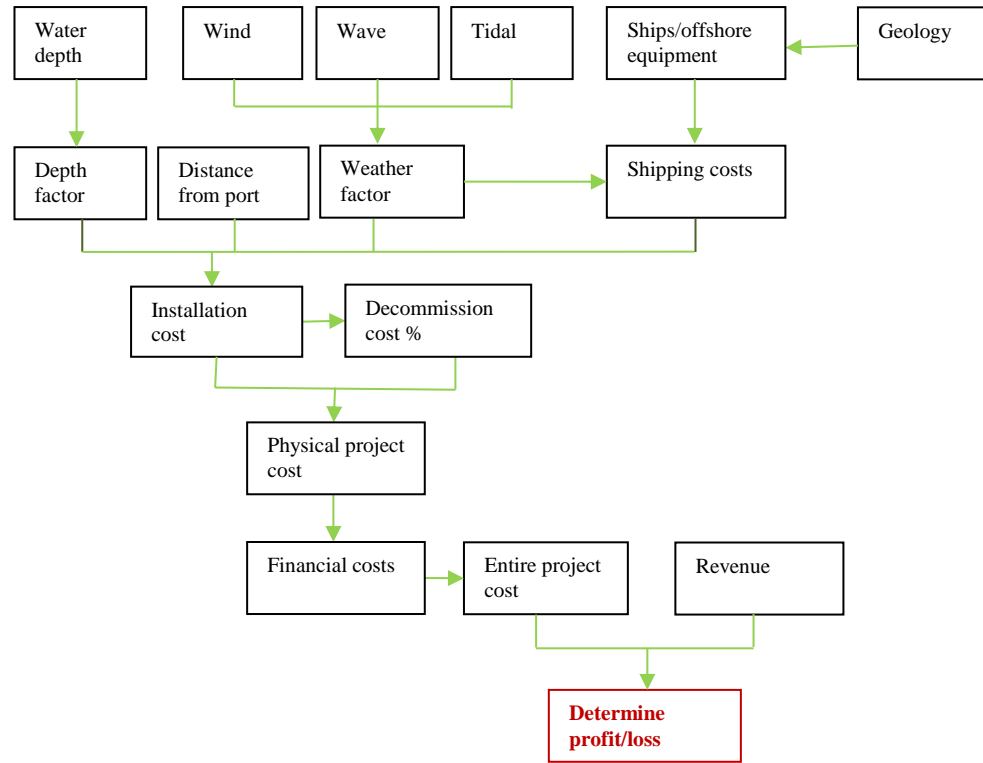 Water
depth
Wind
Wave
Tidal
Ships/offshore
equipment
Geology
Depth
factor
Distance
from port
Weather
factor
Shipping costs
Installation
cost
Decommission
cost %
Physical project
cost
Financial costs
Entire project
cost
Revenue
Determine
profit/loss